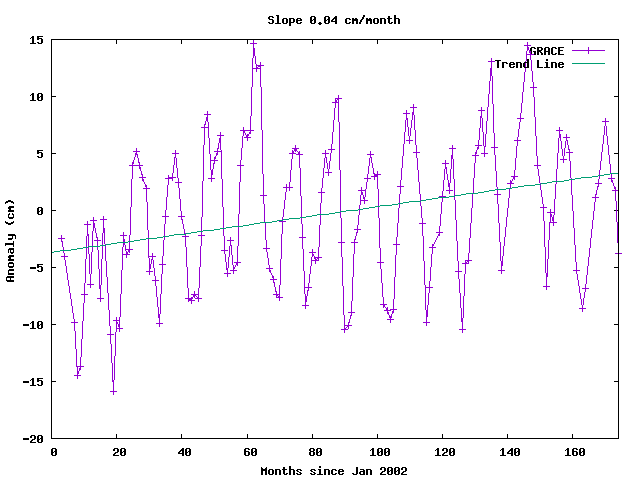 Slope 0.04 cm/month
15
10
5
0
-5
-10
-15
-20
Anomaly (cm)
GRACE
Trend Line
0 20 40 60 80 100 120 140 160
Months since Jan 2002